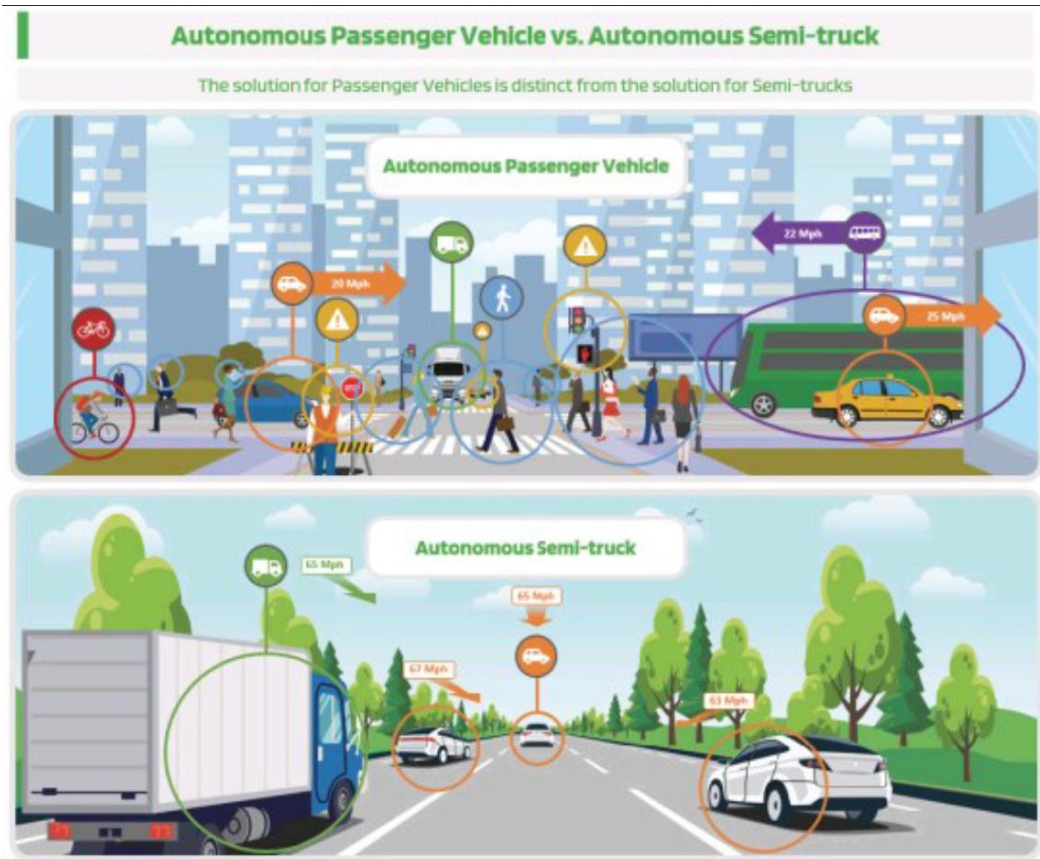 Autonomous Passenger Vehicle vs. Autonomous Semi-truck
The solution for Passenger Vehicles is distinct from the solution for Semi-trucks
Autonomous Passenger Vehicle
22 Mph
20 Mph
25 Mph
STOP
Autonomous Semi-truck
65 Mph
65 Mph
67 Mph
63 Mph